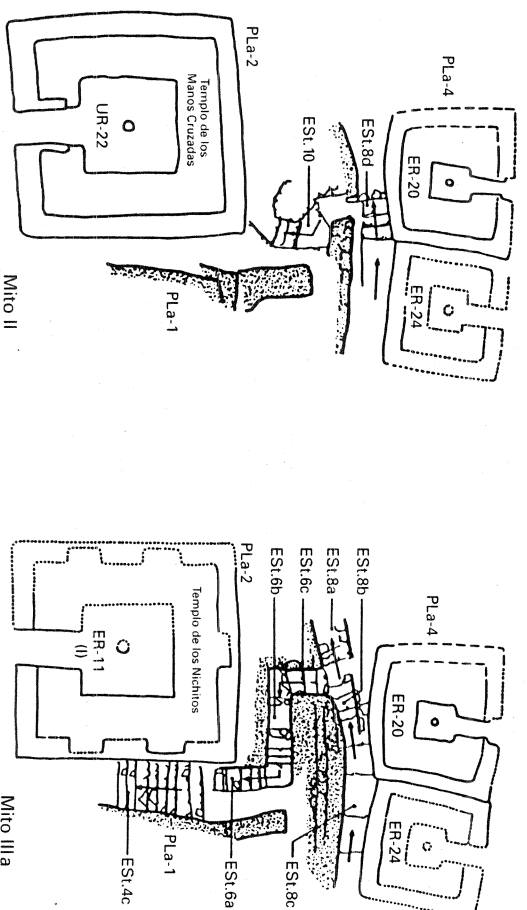 PLa-4
ER-20
ER-24
ESt.8d
ESt.10
PLa-2
Templo de los
Manos Cruzadas
UR-22
PLa-1
Mito II
PLa-4
ER-20
ER-24
ESt.8b
ESt.8a
ESt.6c
ESt.6b
PLa-2
Templo de los Nichitos
ER-11
(I)
ESt.8c
ESt.6a
PLa-1
ESt.4c
Mito IIIa